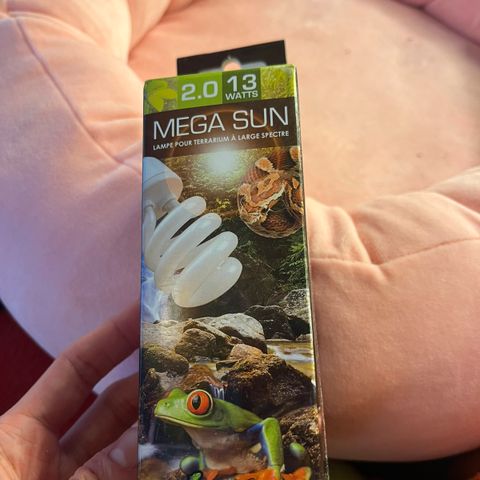 2.0 13
WATTS
MEGA SUN
LAMPE POUR TERRARIUM À LARGE SPECTRE